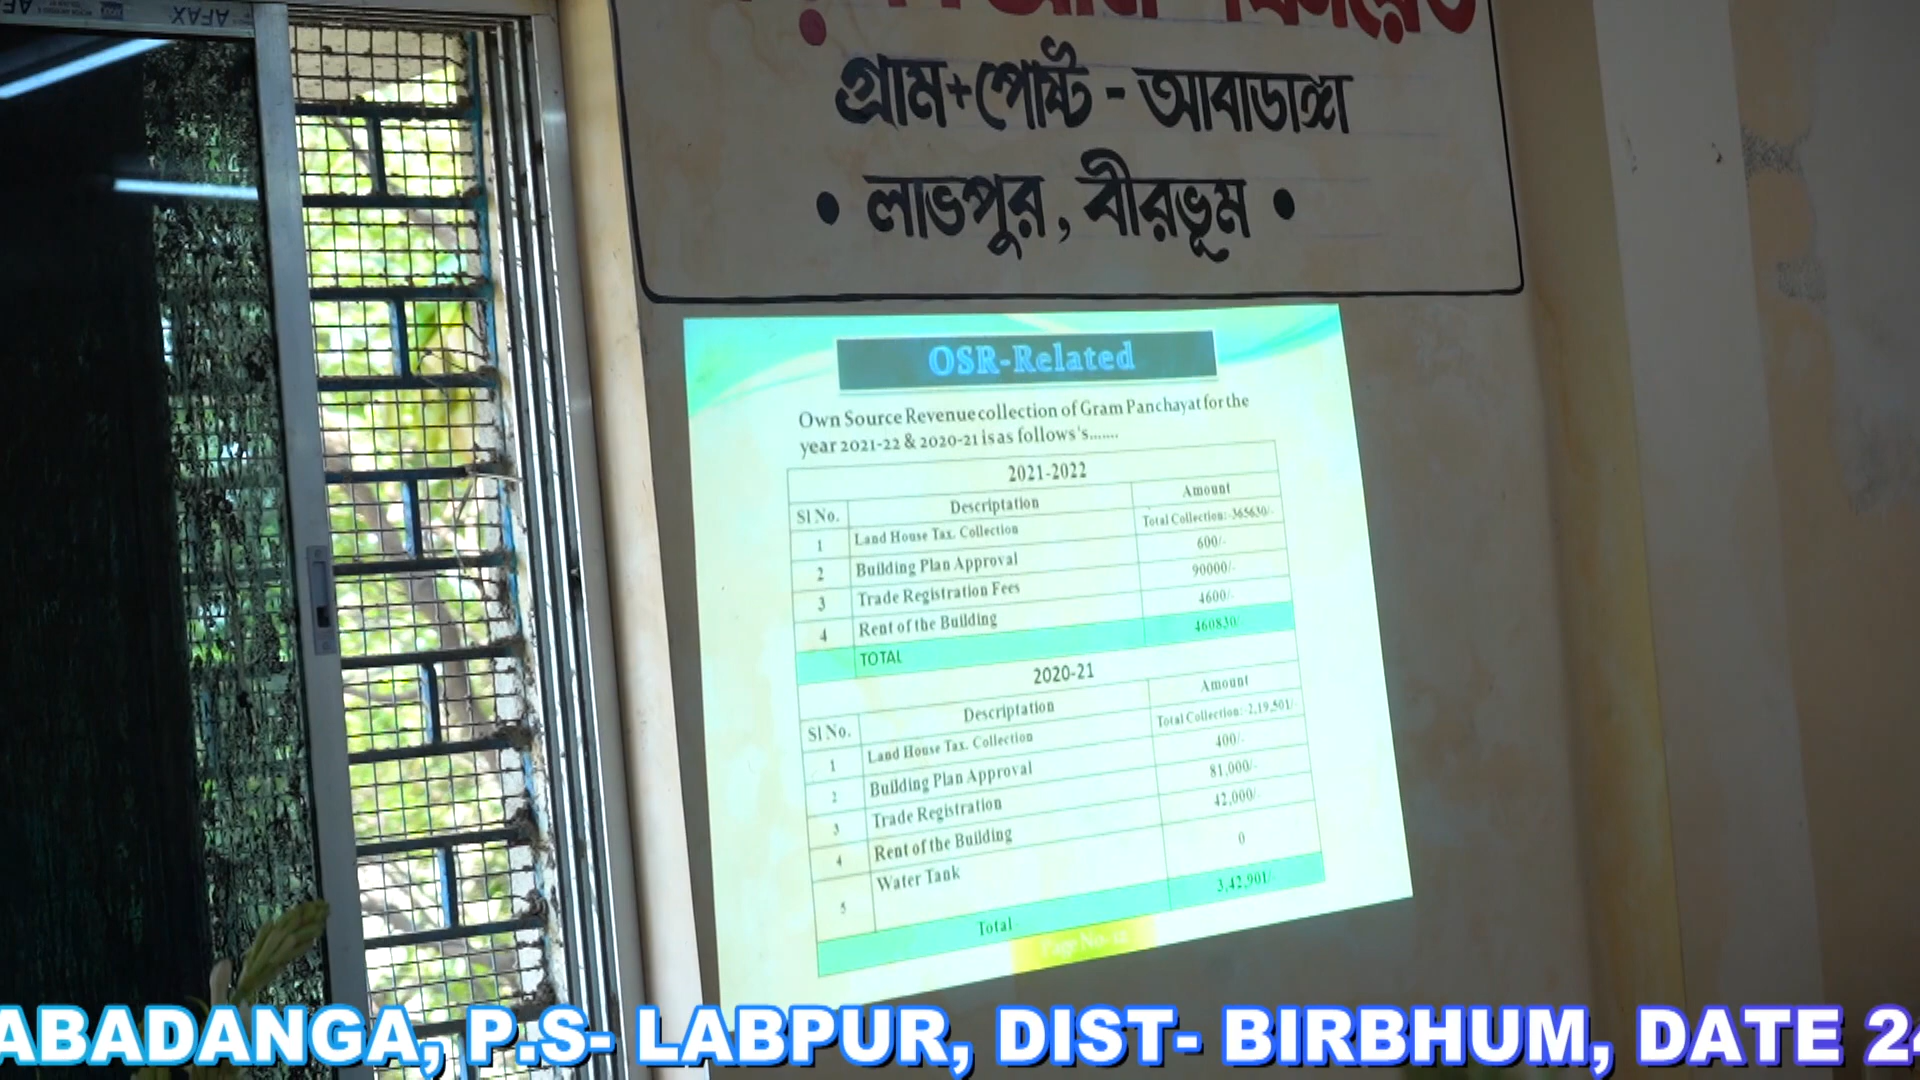 AFAX
গ্রাম+পোষ্ট - আবাডাঙ্গা
• লাভপুর, বীরভূম •
OSR-Related
Own Source Revenue collection of Gram Panchayat for the
year 2021-22 & 2020-21 is as follows's.......
2021-2022
Sl No. Descriptation Amount
1 Land House Tax. Collection Total Collection:-365630/-
2 Building Plan Approval 600/-
3 Trade Registration Fees 90000/-
4 Rent of the Building 4600/-
TOTAL 460830/-
2020-21
Sl No. Descriptation Amount
1 Land House Tax. Collection Total Collection:-2,19,501/-
2 Building Plan Approval 400/-
3 Trade Registration 81,000/-
4 Rent of the Building 42,000/-
5 Water Tank 0
Total 3,42,901/-
Page No-
ABADANGA, P.S- LABPUR, DIST- BIRBHUM, DATE 24